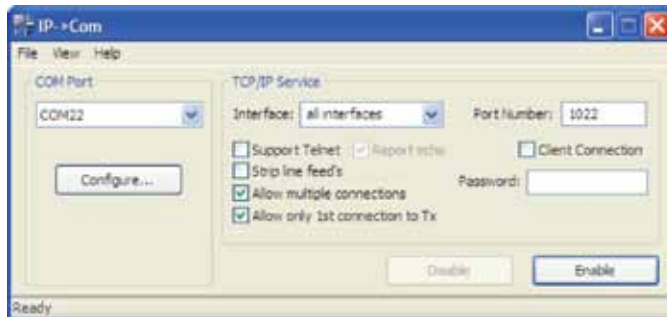 IP->Com
File View Help
COM Port
COM22
Configure...
TCP/IP Service
Interface: all interfaces
Port Number: 1022
Support Telnet Report echo
Client Connection
Strip line feed's
Password:
Allow multiple connections
Allow only 1st connection to Tx
Disable Enable
Ready